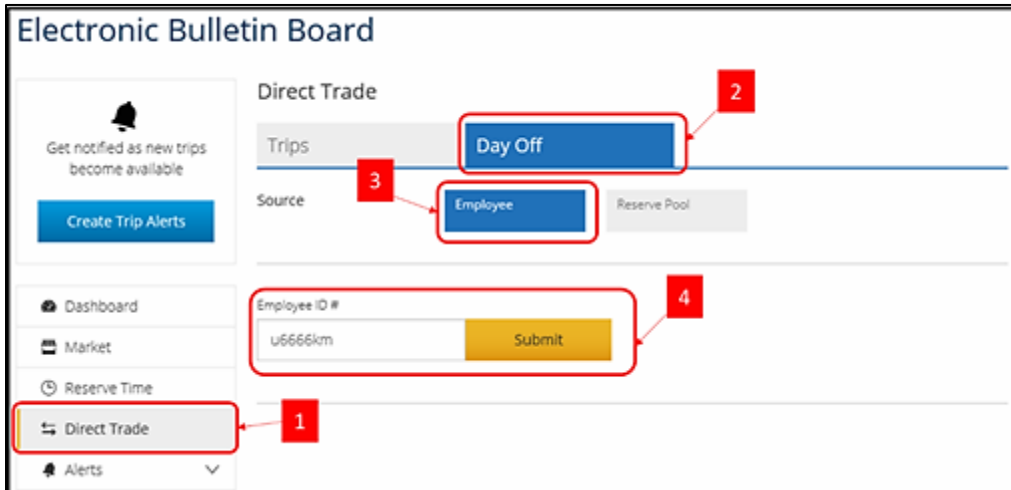 Electronic Bulletin Board
Get notified as new trips
become available
Create Trip Alerts
Dashboard
Market
Reserve Time
Direct Trade
1
Alerts
Direct Trade
2
Trips
Day Off
3
Source
Employee
Reserve Pool
Employee ID #
4
u6666km
Submit